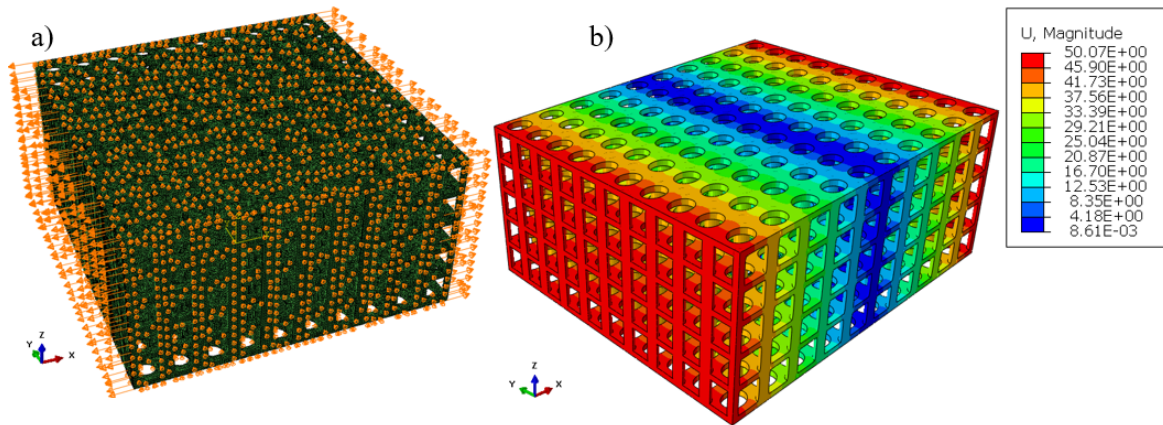 a)
b)
U, Magnitude
50.07E+00
45.90E+00
41.73E+00
37.56E+00
33.39E+00
29.21E+00
25.04E+00
20.87E+00
16.70E+00
12.53E+00
8.35E+00
4.18E+00
8.61E-03
Y Z X
Y Z X